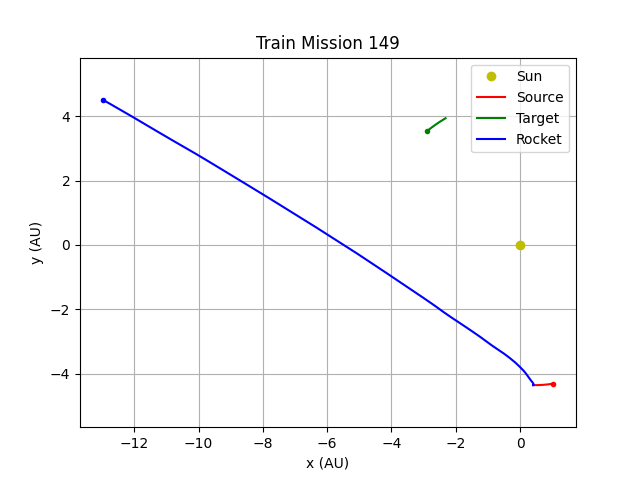 Train Mission 149
Sun
Source
Target
Rocket
4
2
0
−2
−4
y (AU)
−12
−10
−8
−6
−4
−2
0
x (AU)